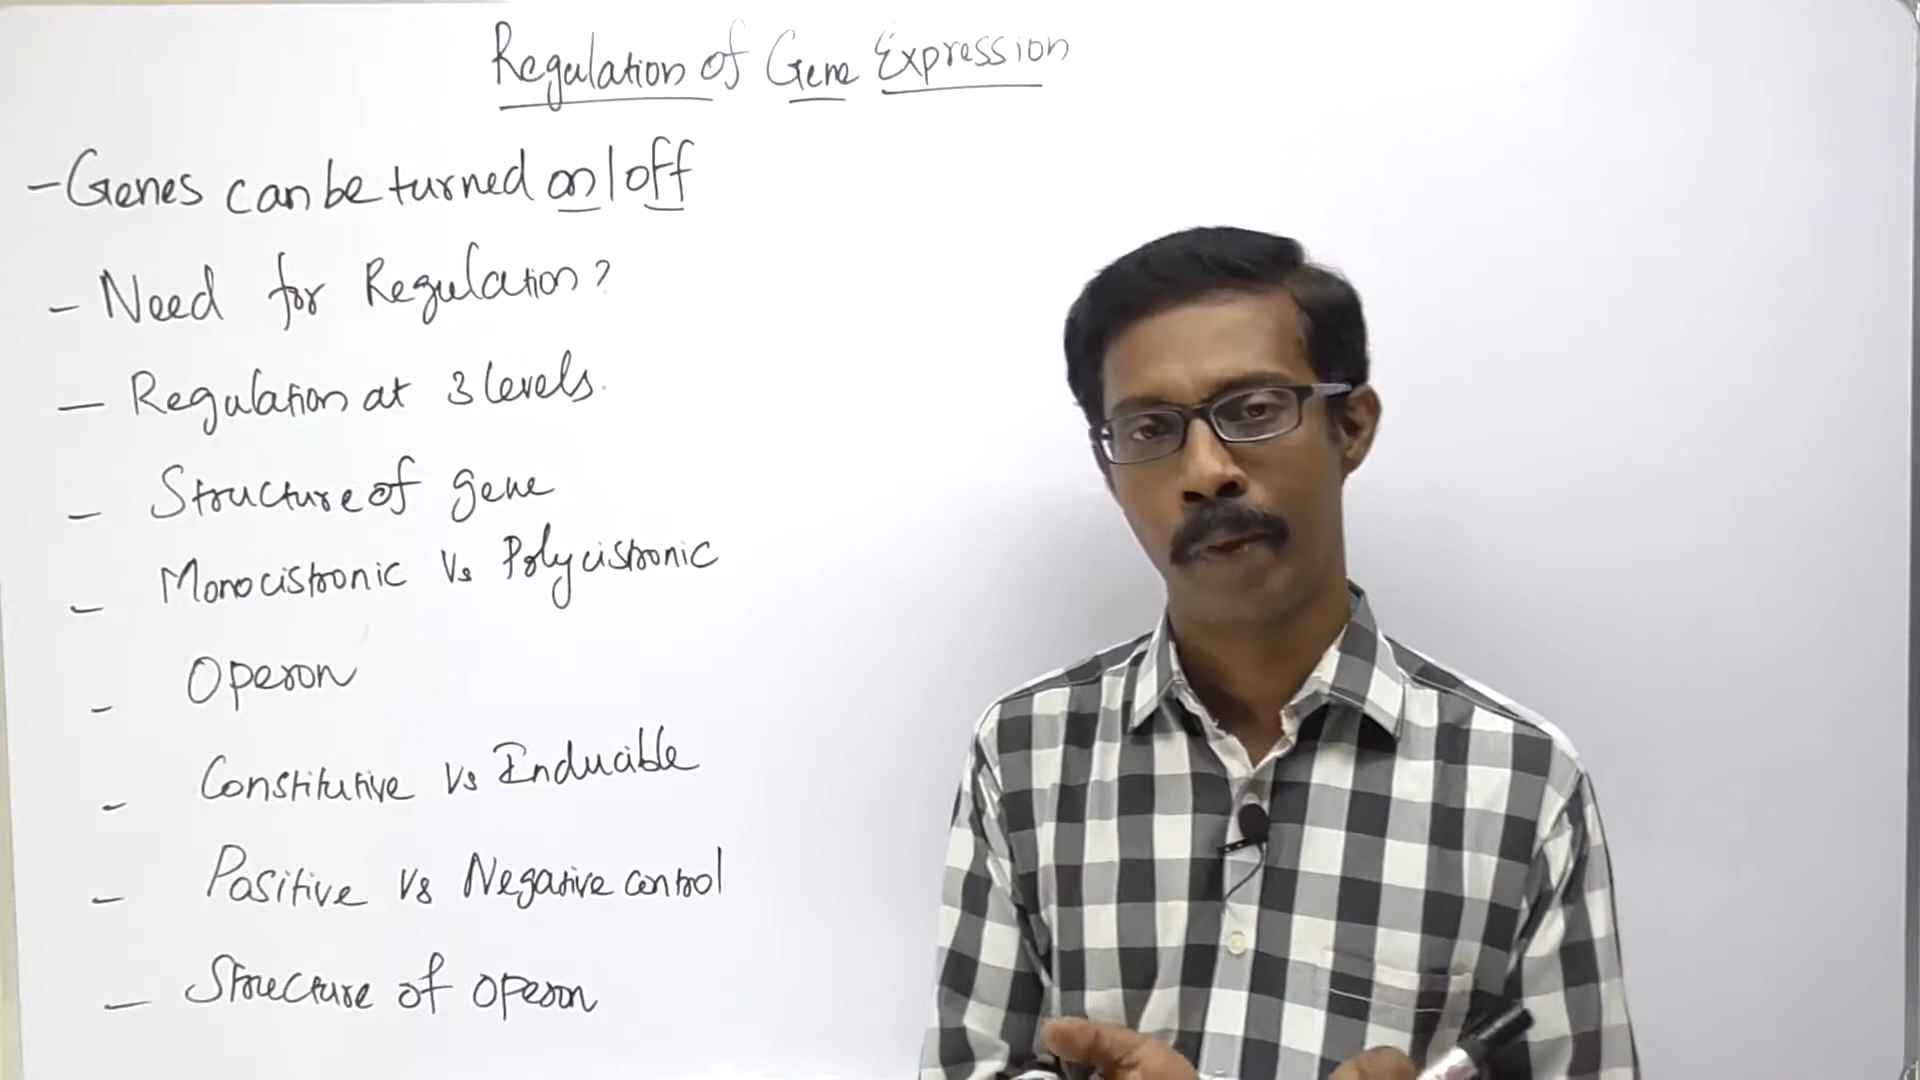 Regulation of Gene Expression
- Genes can be turned on/off
- Need for Regulation?
- Regulation at 3 levels.
- Structure of gene
- Monocistronic Vs Polycistronic
- Operon
- Constitutive Vs Inducible
- Positive Vs Negative control
- Structure of operon